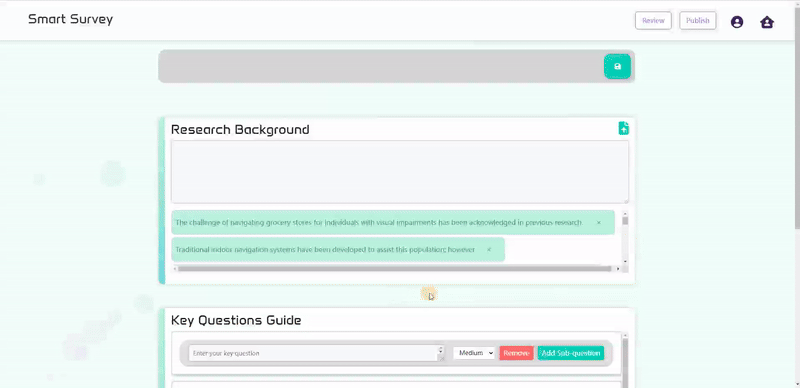 Smart Survey
Review
Publish
Research Background
The challenge of navigating grocery stores for individuals with visual impairments has been acknowledged in previous research ×
Traditional indoor navigation systems have been developed to assist this population; however ×
Key Questions Guide
Enter your key question
Medium
Remove
Add Sub-question